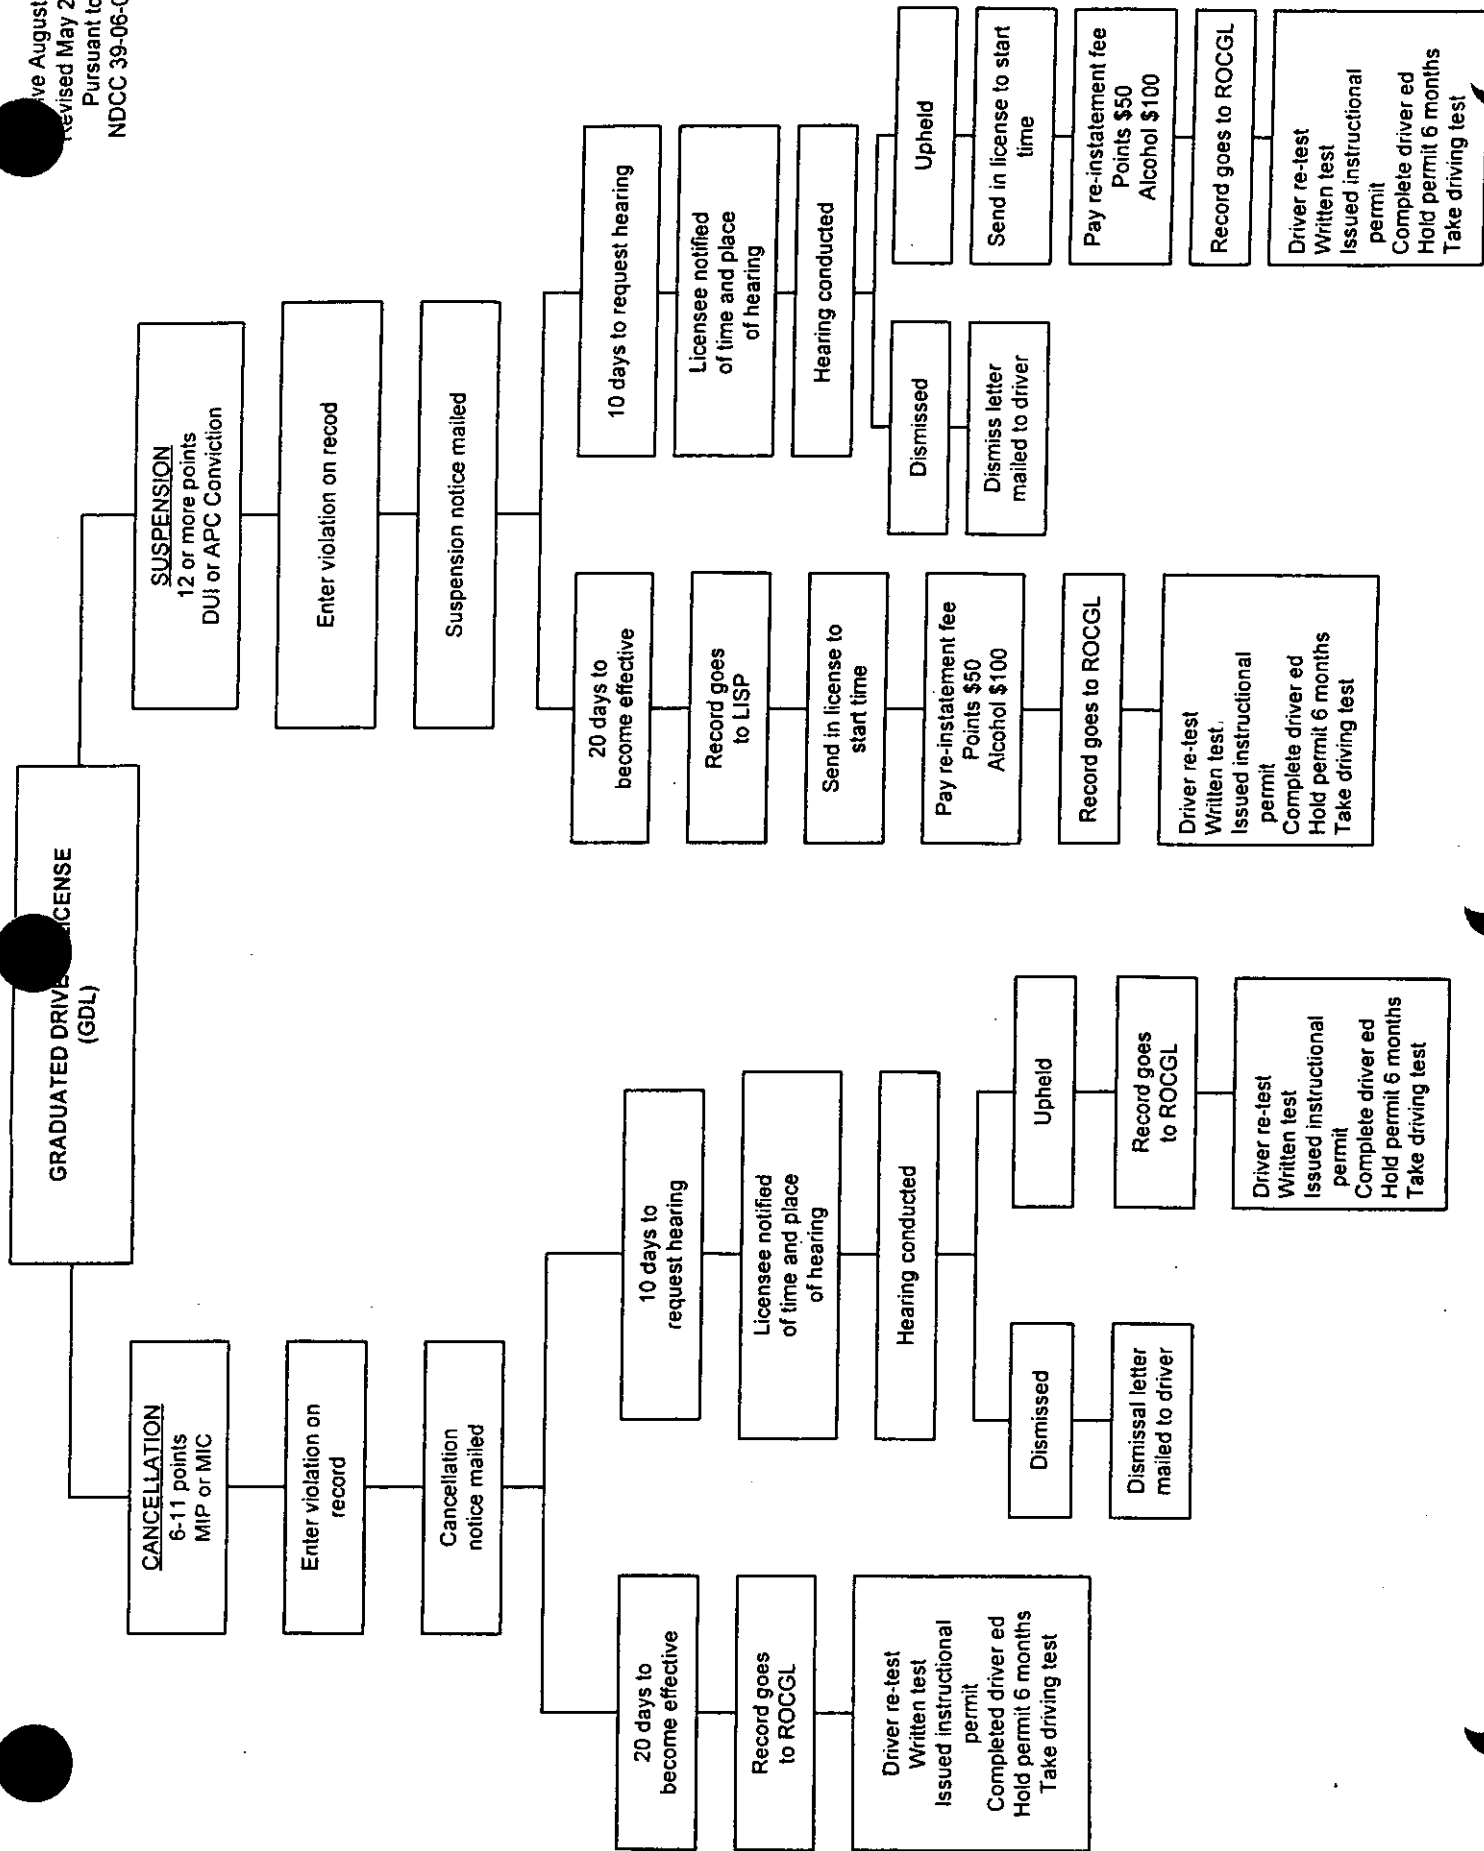 August
Revised May
Pursuant to
NDCC
GRADUATED LICENSE
(GDL)
CANCELLATION
6-11 points
MIP or MIC
Enter violation on
record
Cancellation
notice mailed
20 days to
become effective
Record goes
to ROCGL
Driver re-test
Written test
Issued instructional
permit
Completed driver ed
Hold permit 6 months
Take driving test
10 days to
request hearing
Licensee notified
of time and place
of hearing
Hearing conducted
Dismissed
Dismissal letter
mailed to driver
Upheld
Record goes
to ROCGL
Driver re-test
Written test
Issued instructional
permit
Complete driver ed
Hold permit 6 months
Take driving test
SUSPENSION
12 or more points
DUI or APC Conviction
Enter violation on recod
Suspension notice mailed
20 days to
become effective
Record goes
to LISP
Send in license to
start time
Pay re-instatement fee
Points $50
Alcohol $100
Record goes to ROCGL
Driver re-test
Written test.
Issued instructional
permit
Complete driver ed
Hold permit 6 months
Take driving test
10 days to request hearing
Licensee notified
of time and place
of hearing
Hearing conducted
Dismissed
Dismiss letter
mailed to driver
Upheld
Send in license to start
time
Pay re-instatement fee
Points $50
Alcohol $100
Record goes to ROCGL
Driver re-test
Written test
Issued instructional
permit
Complete driver ed
Hold permit 6 months
Take driving test